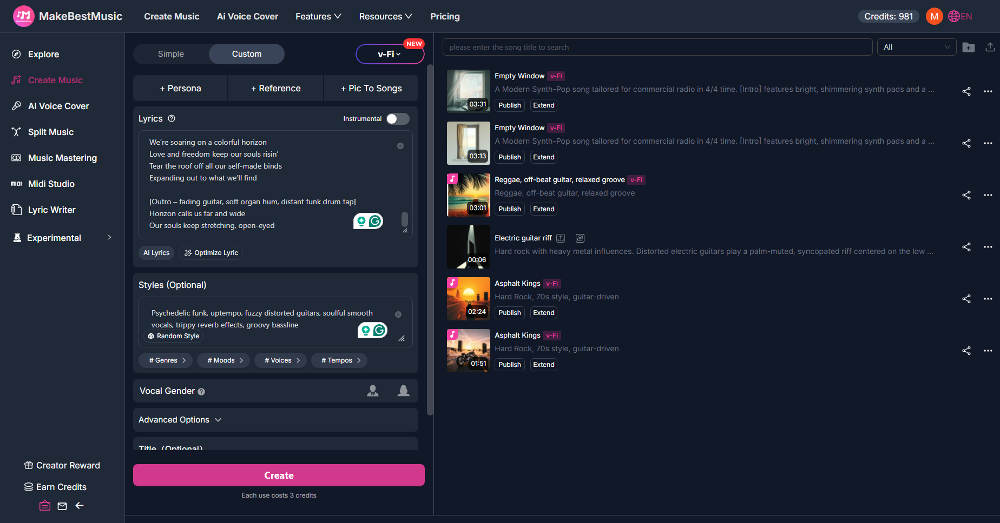 MakeBestMusic
Create Music
Ai Voice Cover
Features
Resources
Pricing
Credits: 981
M
EN
Explore
Create Music
AI Voice Cover
Split Music
Music Mastering
MIDI Midi Studio
Lyric Writer
Experimental
Creator Reward
Earn Credits
Simple
Custom
v-Fi
NEW
+ Persona
+ Reference
+ Pic To Songs
Lyrics
Instrumental
We’re soaring on a colorful horizon
Love and freedom keep our souls risin’
Tear the roof off all our self-made binds
Expanding out to what we’ll find
[Outro – fading guitar, soft organ hum, distant funk drum tap]
Horizon calls us far and wide
Our souls keep stretching, open-eyed
AI Lyrics
Optimize Lyric
Styles (Optional)
Psychedelic funk, uptempo, fuzzy distorted guitars, soulful smooth
vocals, trippy reverb effects, groovy bassline
Random Style
# Genres
# Moods
# Voices
# Tempos
Vocal Gender
Advanced Options
Title (Optional)
Create
Each use costs 3 credits
please enter the song title to search
All
03:31
Empty Window v-Fi
A Modern Synth-Pop song tailored for commercial radio in 4/4 time. [Intro] features bright, shimmering synth pads and a ...
Publish
Extend
03:13
Empty Window v-Fi
A Modern Synth-Pop song tailored for commercial radio in 4/4 time. [Intro] features bright, shimmering synth pads and a ...
Publish
Extend
03:01
Reggae, off-beat guitar, relaxed groove v-Fi
Reggae, off-beat guitar, relaxed groove
Publish
Extend
00:06
Electric guitar riff
Hard rock with heavy metal influences. Distorted electric guitars play a palm-muted, syncopated riff centered on the low ...
02:24
Asphalt Kings v-Fi
Hard Rock, 70s style, guitar-driven
Publish
Extend
01:51
Asphalt Kings v-Fi
Hard Rock, 70s style, guitar-driven
Publish
Extend